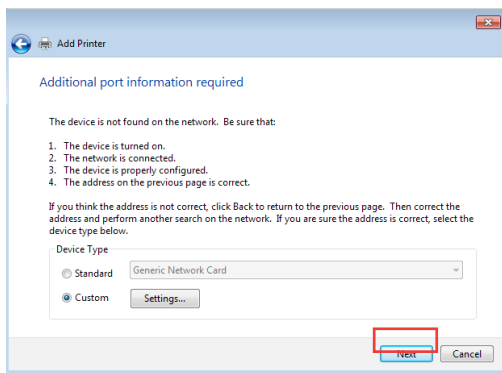 Add Printer
Additional port information required
The device is not found on the network. Be sure that:
1. The device is turned on.
2. The network is connected.
3. The device is properly configured.
4. The address on the previous page is correct.
If you think the address is not correct, click Back to return to the previous page. Then correct the
address and perform another search on the network. If you are sure the address is correct, select the
device type below.
Device Type
Standard Generic Network Card
Custom Settings...
Next Cancel